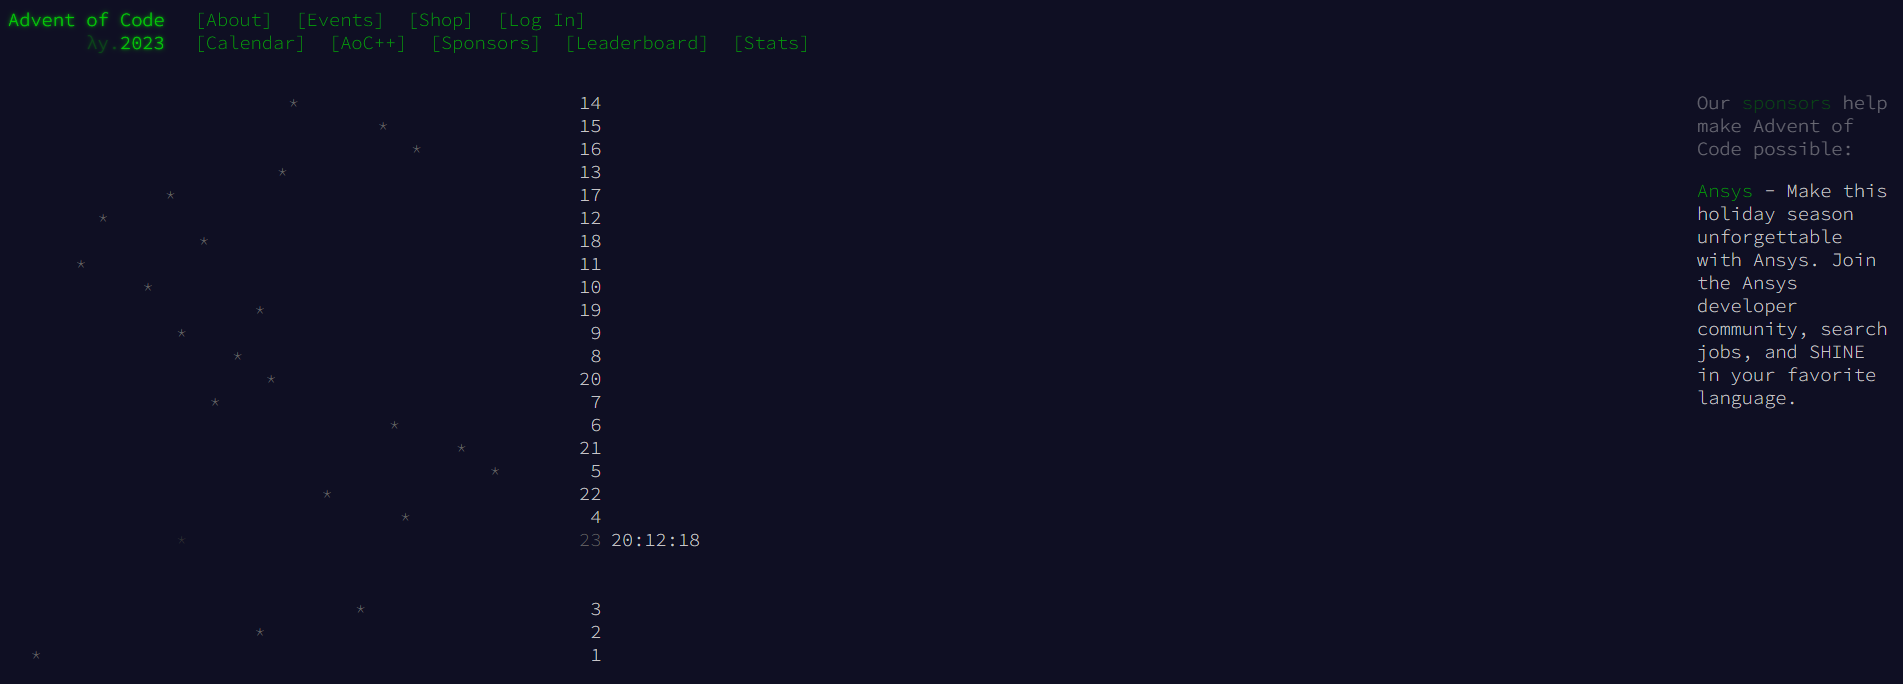 Advent of Code [About] [Events] [Shop] [Log In]
λy.2023 [Calendar] [AoC++] [Sponsors] [Leaderboard] [Stats]
* 14
* 15
* 16
* 13
* 17
* 12
* 18
* 11
* 10
* 19
* 9
* 8
* 20
* 7
* 6
* 21
* 5
* 22
* 4
* 23 20:12:18
* 3
* 2
* 1
Our sponsors help
make Advent of
Code possible:
Ansys - Make this
holiday season
unforgettable
with Ansys. Join
the Ansys
developer
community, search
jobs, and SHINE
in your favorite
language.